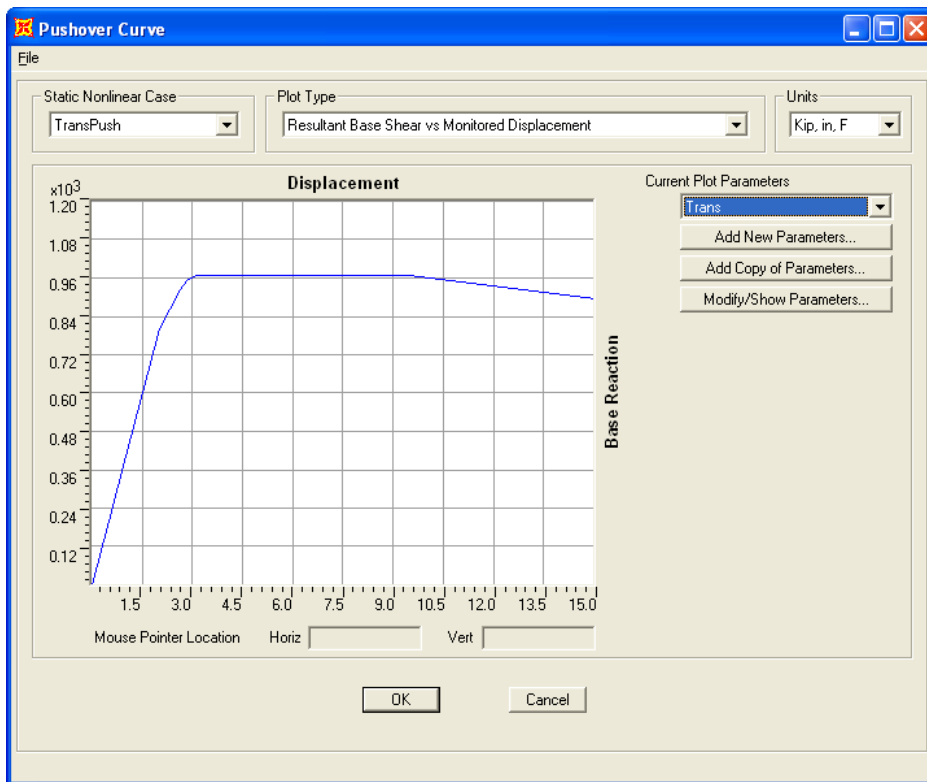 Pushover Curve
File
Static Nonlinear Case
Plot Type
Units
TransPush
Resultant Base Shear vs Monitored Displacement
Kip, in, F
Displacement
x10³
1.20
1.08
0.96
0.84
0.72
0.60
0.48
0.36
0.24
0.12
1.5 3.0 4.5 6.0 7.5 9.0 10.5 12.0 13.5 15.0
Base Reaction
Current Plot Parameters
Trans
Add New Parameters...
Add Copy of Parameters...
Modify/Show Parameters...
Mouse Pointer Location Horiz Vert
OK Cancel